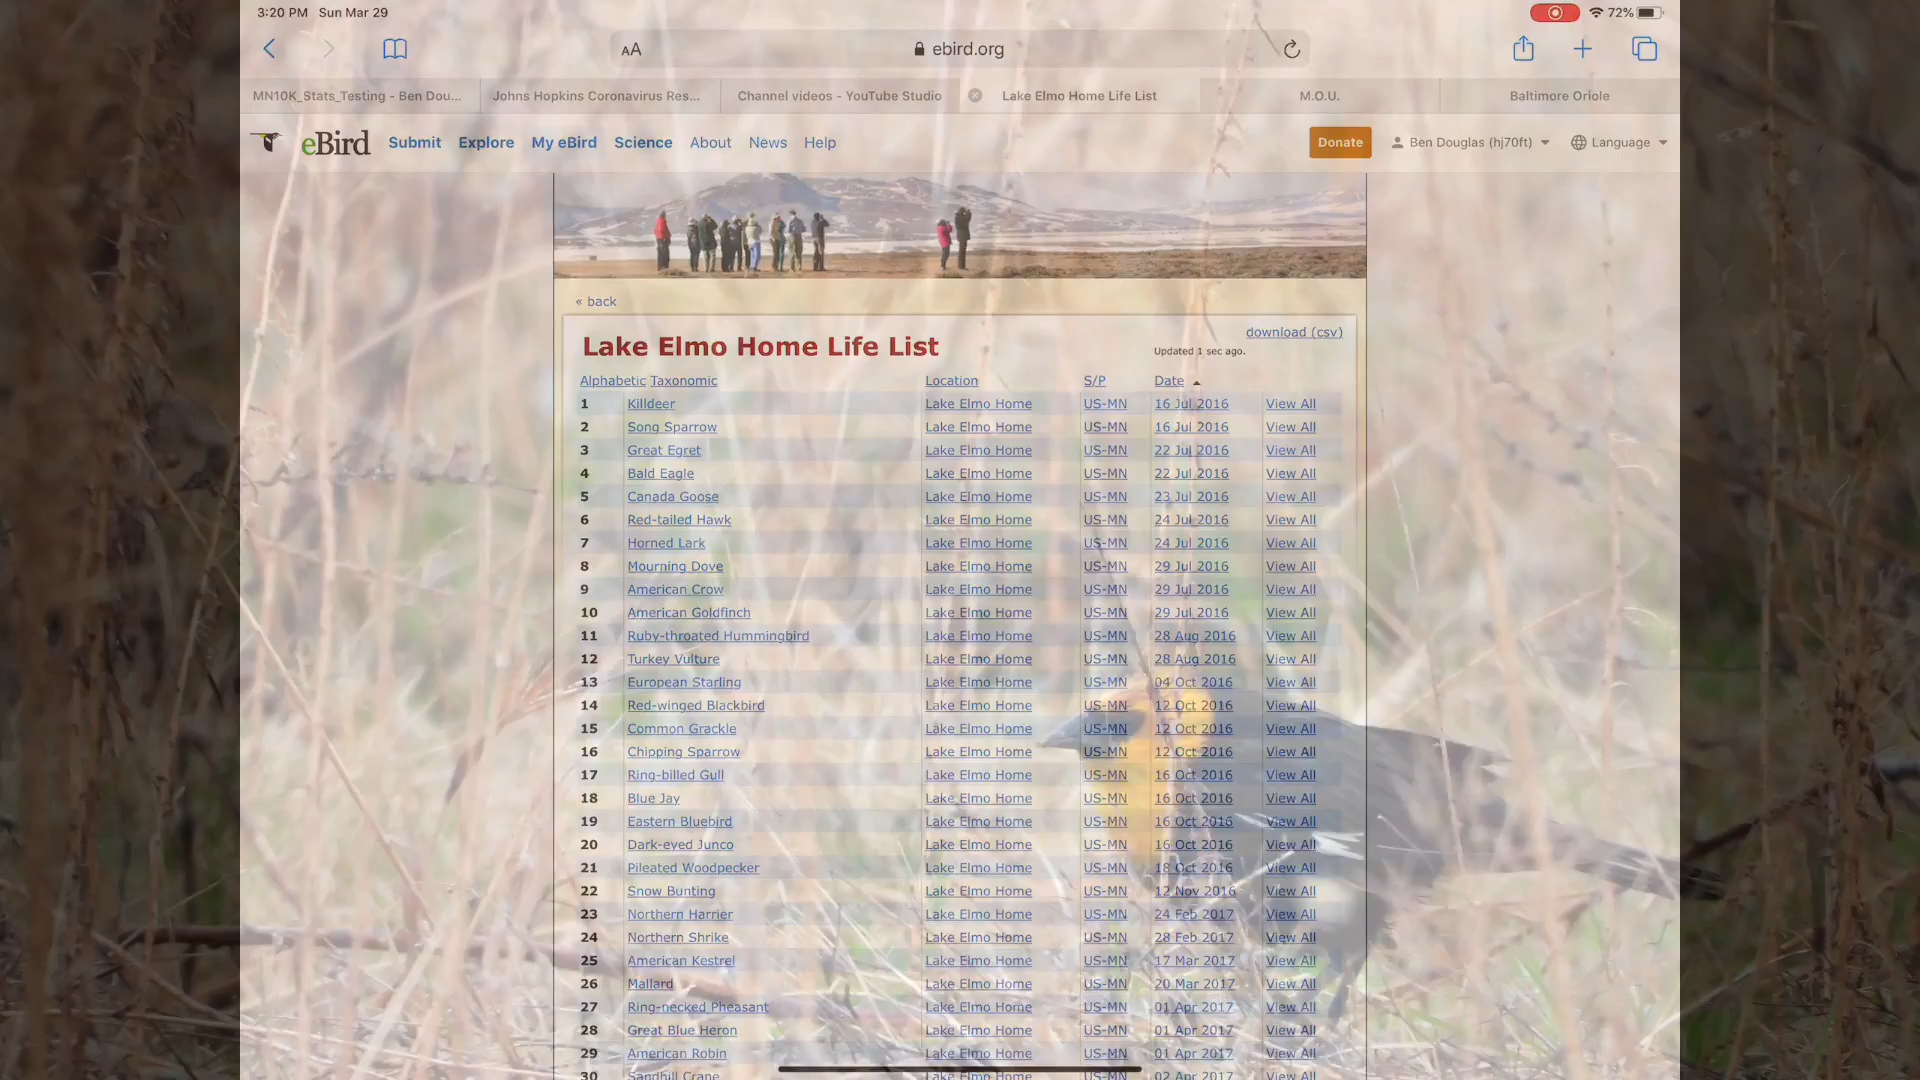 3:20 PM Sun Mar 29 72%
AA ebird.org
MN10K_Stats_Testing - Ben Dou... Johns Hopkins Coronavirus Res... Channel videos - YouTube Studio Lake Elmo Home Life List M.O.U. Baltimore Oriole
eBird Submit Explore My eBird Science About News Help Donate Ben Douglas (hj70ft) Language
« back
download (csv)
Lake Elmo Home Life List Updated 1 sec ago.
Alphabetic Taxonomic Location S/P Date
1 Killdeer Lake Elmo Home US-MN 16 Jul 2016 View All
2 Song Sparrow Lake Elmo Home US-MN 16 Jul 2016 View All
3 Great Egret Lake Elmo Home US-MN 22 Jul 2016 View All
4 Bald Eagle Lake Elmo Home US-MN 22 Jul 2016 View All
5 Canada Goose Lake Elmo Home US-MN 23 Jul 2016 View All
6 Red-tailed Hawk Lake Elmo Home US-MN 24 Jul 2016 View All
7 Horned Lark Lake Elmo Home US-MN 24 Jul 2016 View All
8 Mourning Dove Lake Elmo Home US-MN 29 Jul 2016 View All
9 American Crow Lake Elmo Home US-MN 29 Jul 2016 View All
10 American Goldfinch Lake Elmo Home US-MN 29 Jul 2016 View All
11 Ruby-throated Hummingbird Lake Elmo Home US-MN 28 Aug 2016 View All
12 Turkey Vulture Lake Elmo Home US-MN 28 Aug 2016 View All
13 European Starling Lake Elmo Home US-MN 04 Oct 2016 View All
14 Red-winged Blackbird Lake Elmo Home US-MN 12 Oct 2016 View All
15 Common Grackle Lake Elmo Home US-MN 12 Oct 2016 View All
16 Chipping Sparrow Lake Elmo Home US-MN 12 Oct 2016 View All
17 Ring-billed Gull Lake Elmo Home US-MN 16 Oct 2016 View All
18 Blue Jay Lake Elmo Home US-MN 16 Oct 2016 View All
19 Eastern Bluebird Lake Elmo Home US-MN 16 Oct 2016 View All
20 Dark-eyed Junco Lake Elmo Home US-MN 16 Oct 2016 View All
21 Pileated Woodpecker Lake Elmo Home US-MN 18 Oct 2016 View All
22 Snow Bunting Lake Elmo Home US-MN 12 Nov 2016 View All
23 Northern Harrier Lake Elmo Home US-MN 24 Feb 2017 View All
24 Northern Shrike Lake Elmo Home US-MN 28 Feb 2017 View All
25 American Kestrel Lake Elmo Home US-MN 17 Mar 2017 View All
26 Mallard Lake Elmo Home US-MN 20 Mar 2017 View All
27 Ring-necked Pheasant Lake Elmo Home US-MN 01 Apr 2017 View All
28 Great Blue Heron Lake Elmo Home US-MN 01 Apr 2017 View All
29 American Robin Lake Elmo Home US-MN 01 Apr 2017 View All
30 Sandhill Crane Lake Elmo Home US-MN 02 Apr 2017 View All